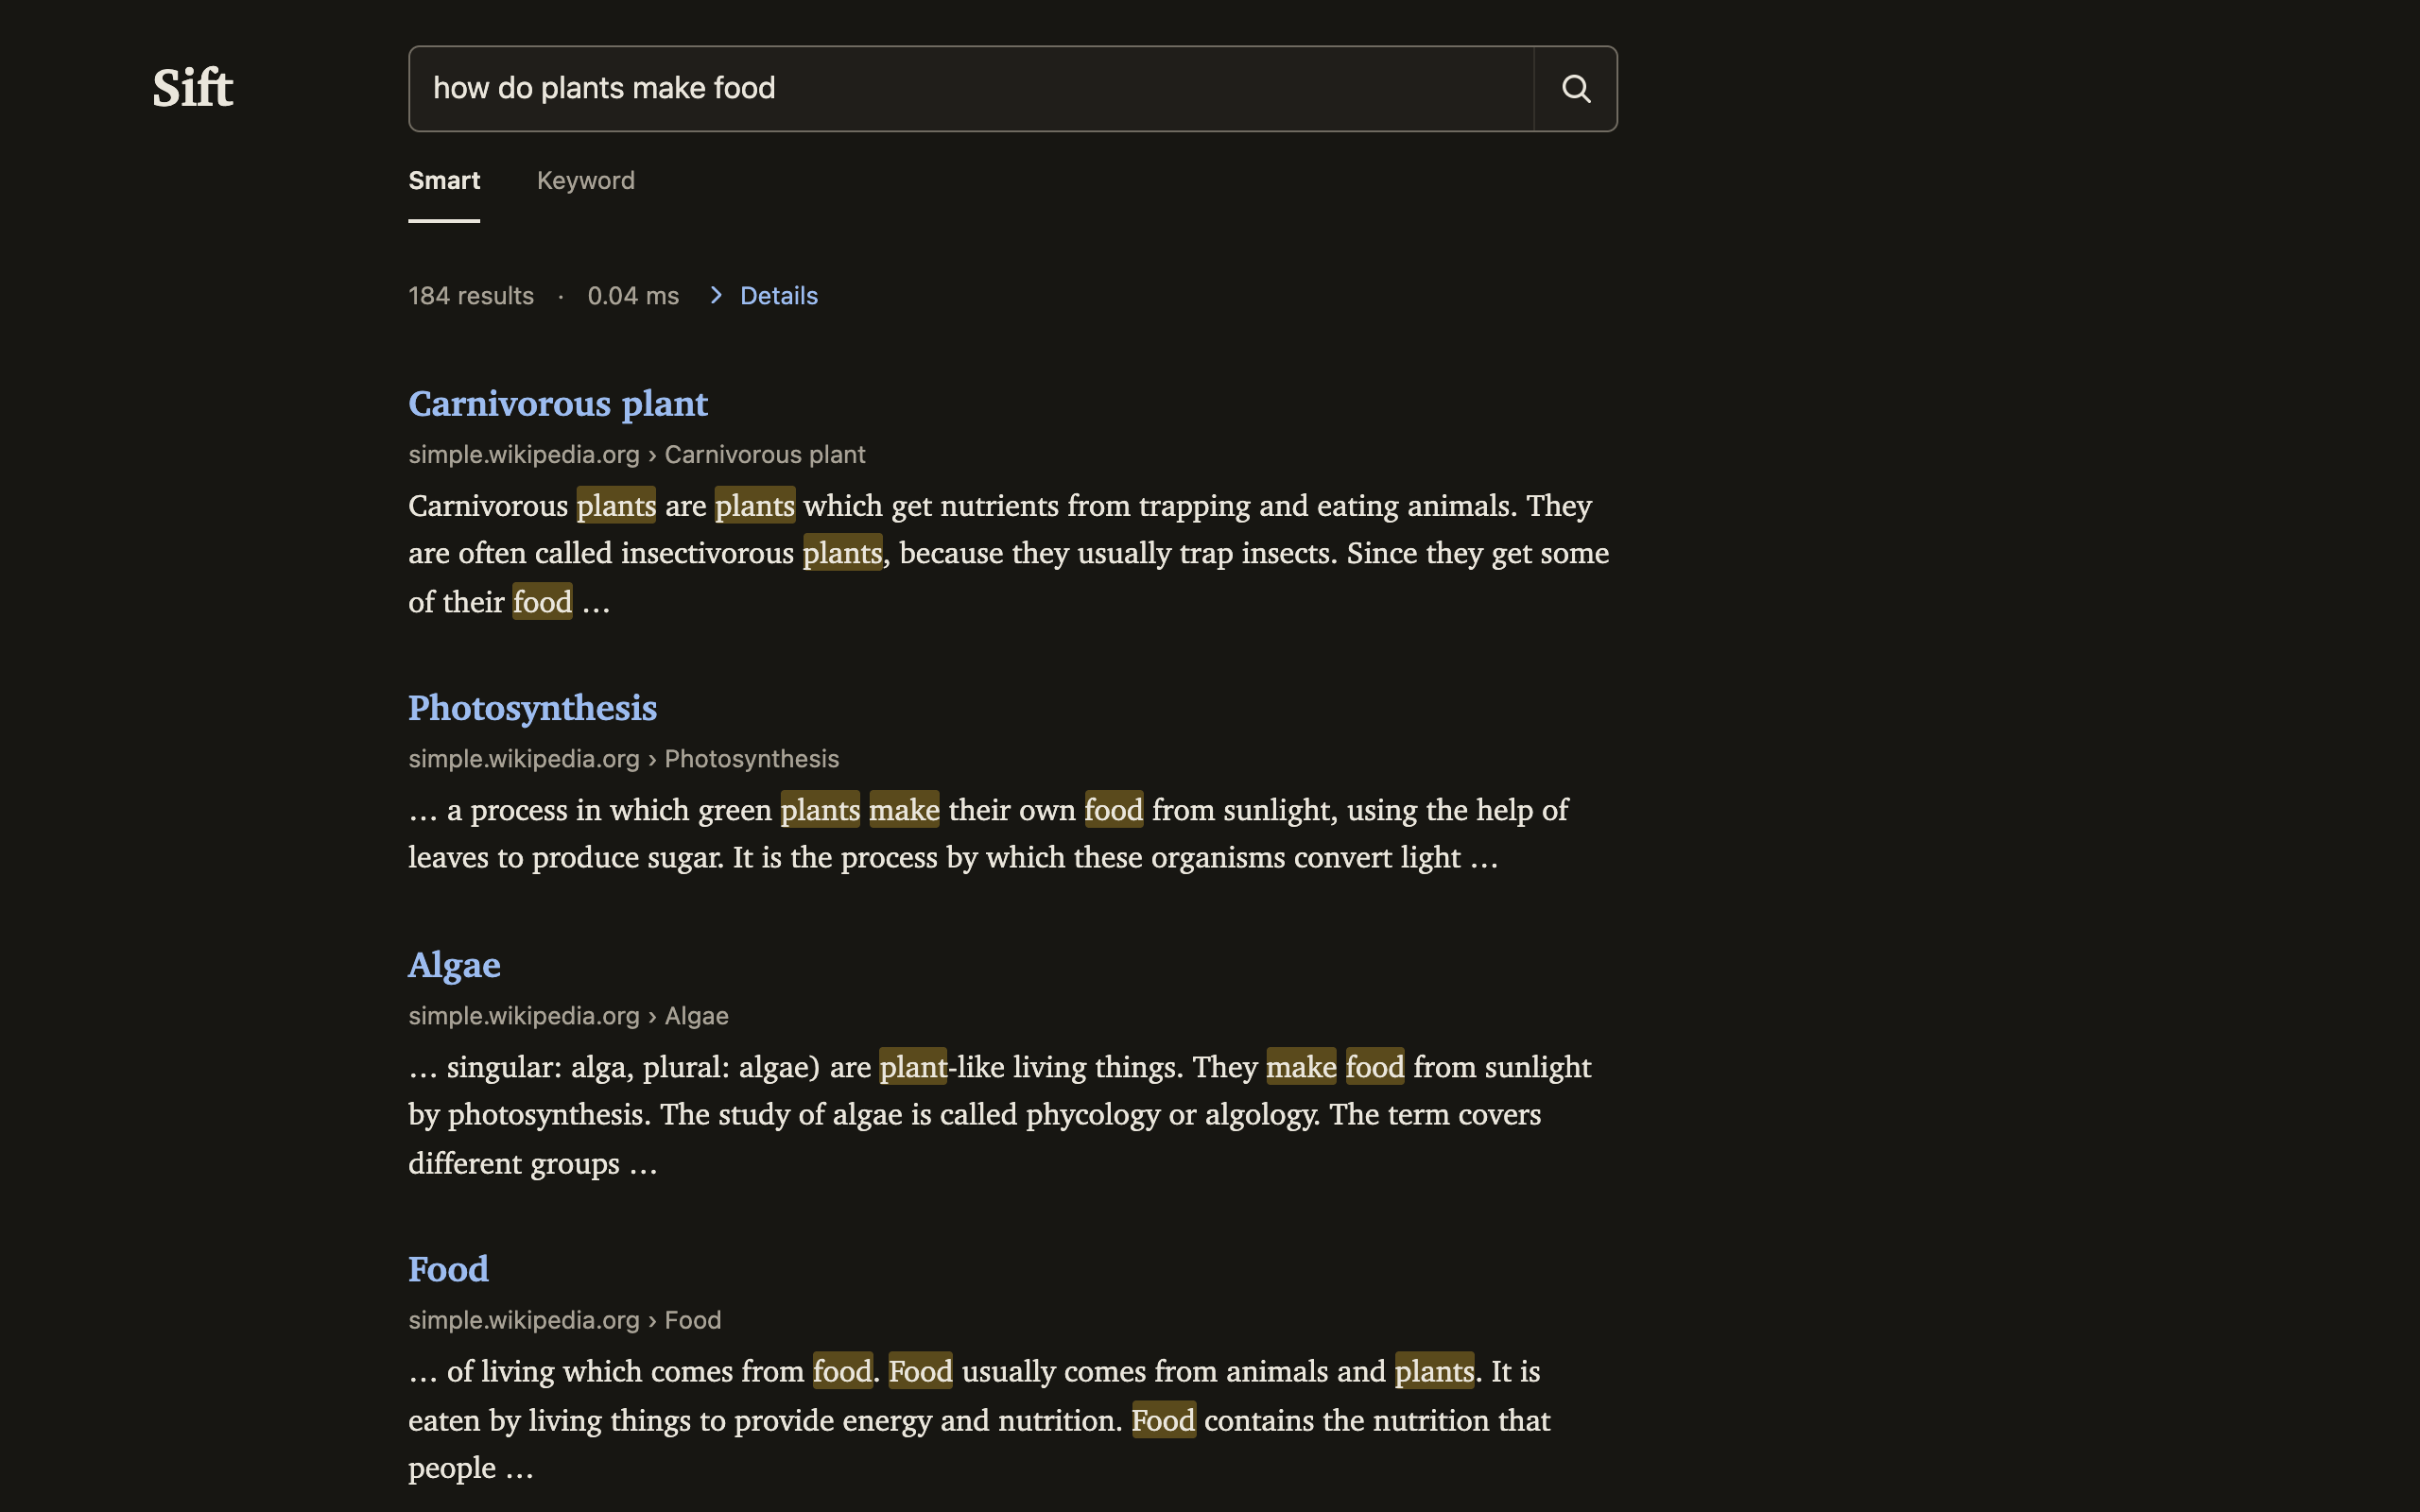 Sift
how do plants make food
Smart Keyword
184 results · 0.04 ms › Details
Carnivorous plant
simple.wikipedia.org › Carnivorous plant
Carnivorous plants are plants which get nutrients from trapping and eating animals. They
are often called insectivorous plants, because they usually trap insects. Since they get some
of their food …
Photosynthesis
simple.wikipedia.org › Photosynthesis
… a process in which green plants make their own food from sunlight, using the help of
leaves to produce sugar. It is the process by which these organisms convert light …
Algae
simple.wikipedia.org › Algae
… singular: alga, plural: algae) are plant-like living things. They make food from sunlight
by photosynthesis. The study of algae is called phycology or algology. The term covers
different groups …
Food
simple.wikipedia.org › Food
… of living which comes from food. Food usually comes from animals and plants. It is
eaten by living things to provide energy and nutrition. Food contains the nutrition that
people …